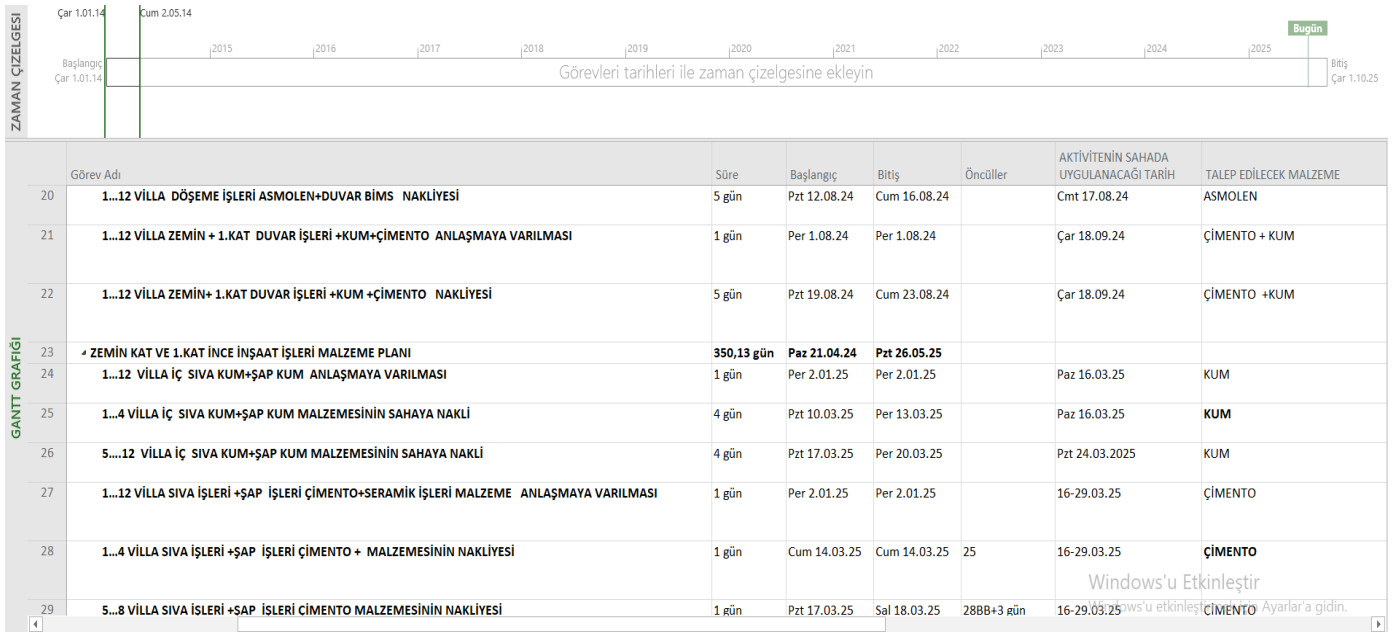 ZAMAN ÇİZELGESİ
Çar 1.01.14 Cum 2.05.14
Bugün
2015 2016 2017 2018 2019 2020 2021 2022 2023 2024 2025
Başlangıç
Çar 1.01.14
Görevleri tarihleri ile zaman çizelgesine ekleyin
Bitiş
Çar 1.10.25
GANTT GRAFIĞI
Görev Adı Süre Başlangıç Bitiş Öncüller AKTİVİTENİN SAHADA UYGULANACAĞI TARİH TALEP EDİLECEK MALZEME
20 1...12 VİLLA DÖŞEME İŞLERİ ASMOLEN+DUVAR BİMS NAKLİYESİ 5 gün Pzt 12.08.24 Cum 16.08.24 Cmt 17.08.24 ASMOLEN
21 1...12 VİLLA ZEMİN + 1.KAT DUVAR İŞLERİ +KUM+ÇİMENTO ANLAŞMAYA VARILMASI 1 gün Per 1.08.24 Per 1.08.24 Çar 18.09.24 ÇİMENTO + KUM
22 1...12 VİLLA ZEMİN+ 1.KAT DUVAR İŞLERİ +KUM +ÇİMENTO NAKLİYESİ 5 gün Pzt 19.08.24 Cum 23.08.24 Çar 18.09.24 ÇİMENTO +KUM
23 ZEMİN KAT VE 1.KAT İNCE İNŞAAT İŞLERİ MALZEME PLANI 350,13 gün Paz 21.04.24 Pzt 26.05.25
24 1...12 VİLLA İÇ SIVA KUM+ŞAP KUM ANLAŞMAYA VARILMASI 1 gün Per 2.01.25 Per 2.01.25 Paz 16.03.25 KUM
25 1...4 VİLLA İÇ SIVA KUM+ŞAP KUM MALZEMESİNİN SAHAYA NAKLİ 4 gün Pzt 10.03.25 Per 13.03.25 Paz 16.03.25 KUM
26 5....12 VİLLA İÇ SIVA KUM+ŞAP KUM MALZEMESİNİN SAHAYA NAKLİ 4 gün Pzt 17.03.25 Per 20.03.25 Pzt 24.03.2025 KUM
27 1...12 VİLLA SIVA İŞLERİ +ŞAP İŞLERİ ÇİMENTO+SERAMİK İŞLERİ MALZEME ANLAŞMAYA VARILMASI 1 gün Per 2.01.25 Per 2.01.25 16-29.03.25 ÇİMENTO
28 1...4 VİLLA SIVA İŞLERİ +ŞAP İŞLERİ ÇİMENTO + MALZEMESİNİN NAKLİYESİ 1 gün Cum 14.03.25 Cum 14.03.25 25 16-29.03.25 ÇİMENTO
Windows'u Etkinleştir
29 5...8 VİLLA SIVA İŞLERİ +ŞAP İŞLERİ ÇİMENTO MALZEMESİNİN NAKLİYESİ 1 gün Pzt 17.03.25 Sal 18.03.25 28BB+3 gün 16-29.03.25 ÇİMENTO
Windows'u etkinleştirmek için Ayarlar'a gidin.